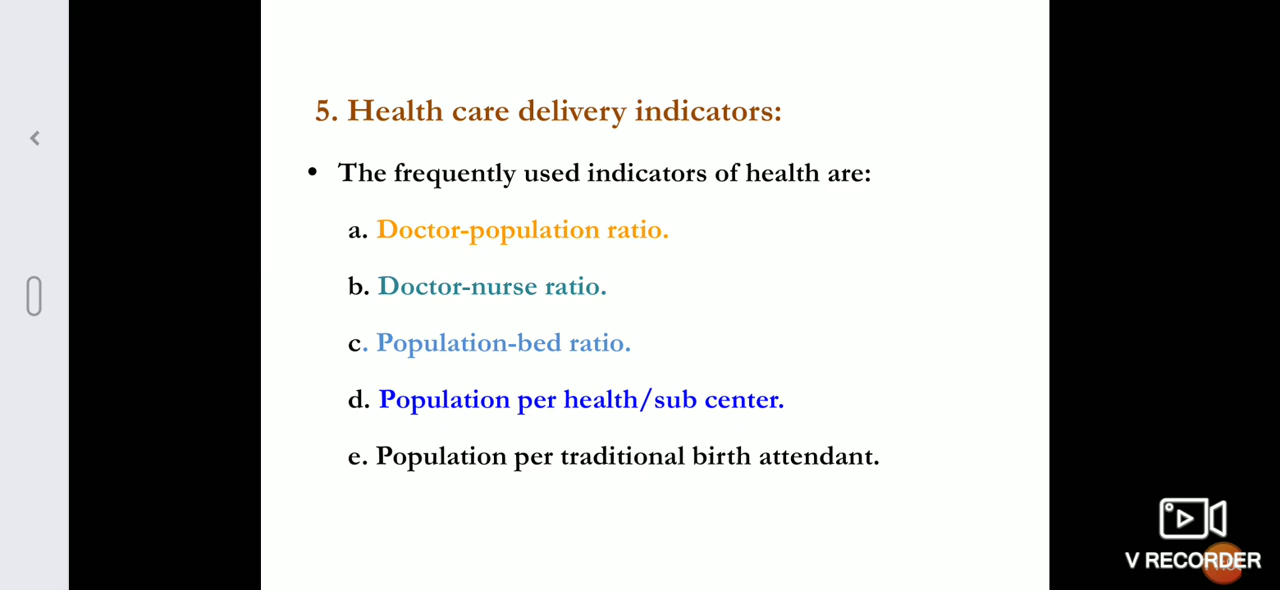 5. Health care delivery indicators:
• The frequently used indicators of health are:
a. Doctor-population ratio.
b. Doctor-nurse ratio.
c. Population-bed ratio.
d. Population per health/sub center.
e. Population per traditional birth attendant.
V RECORDER